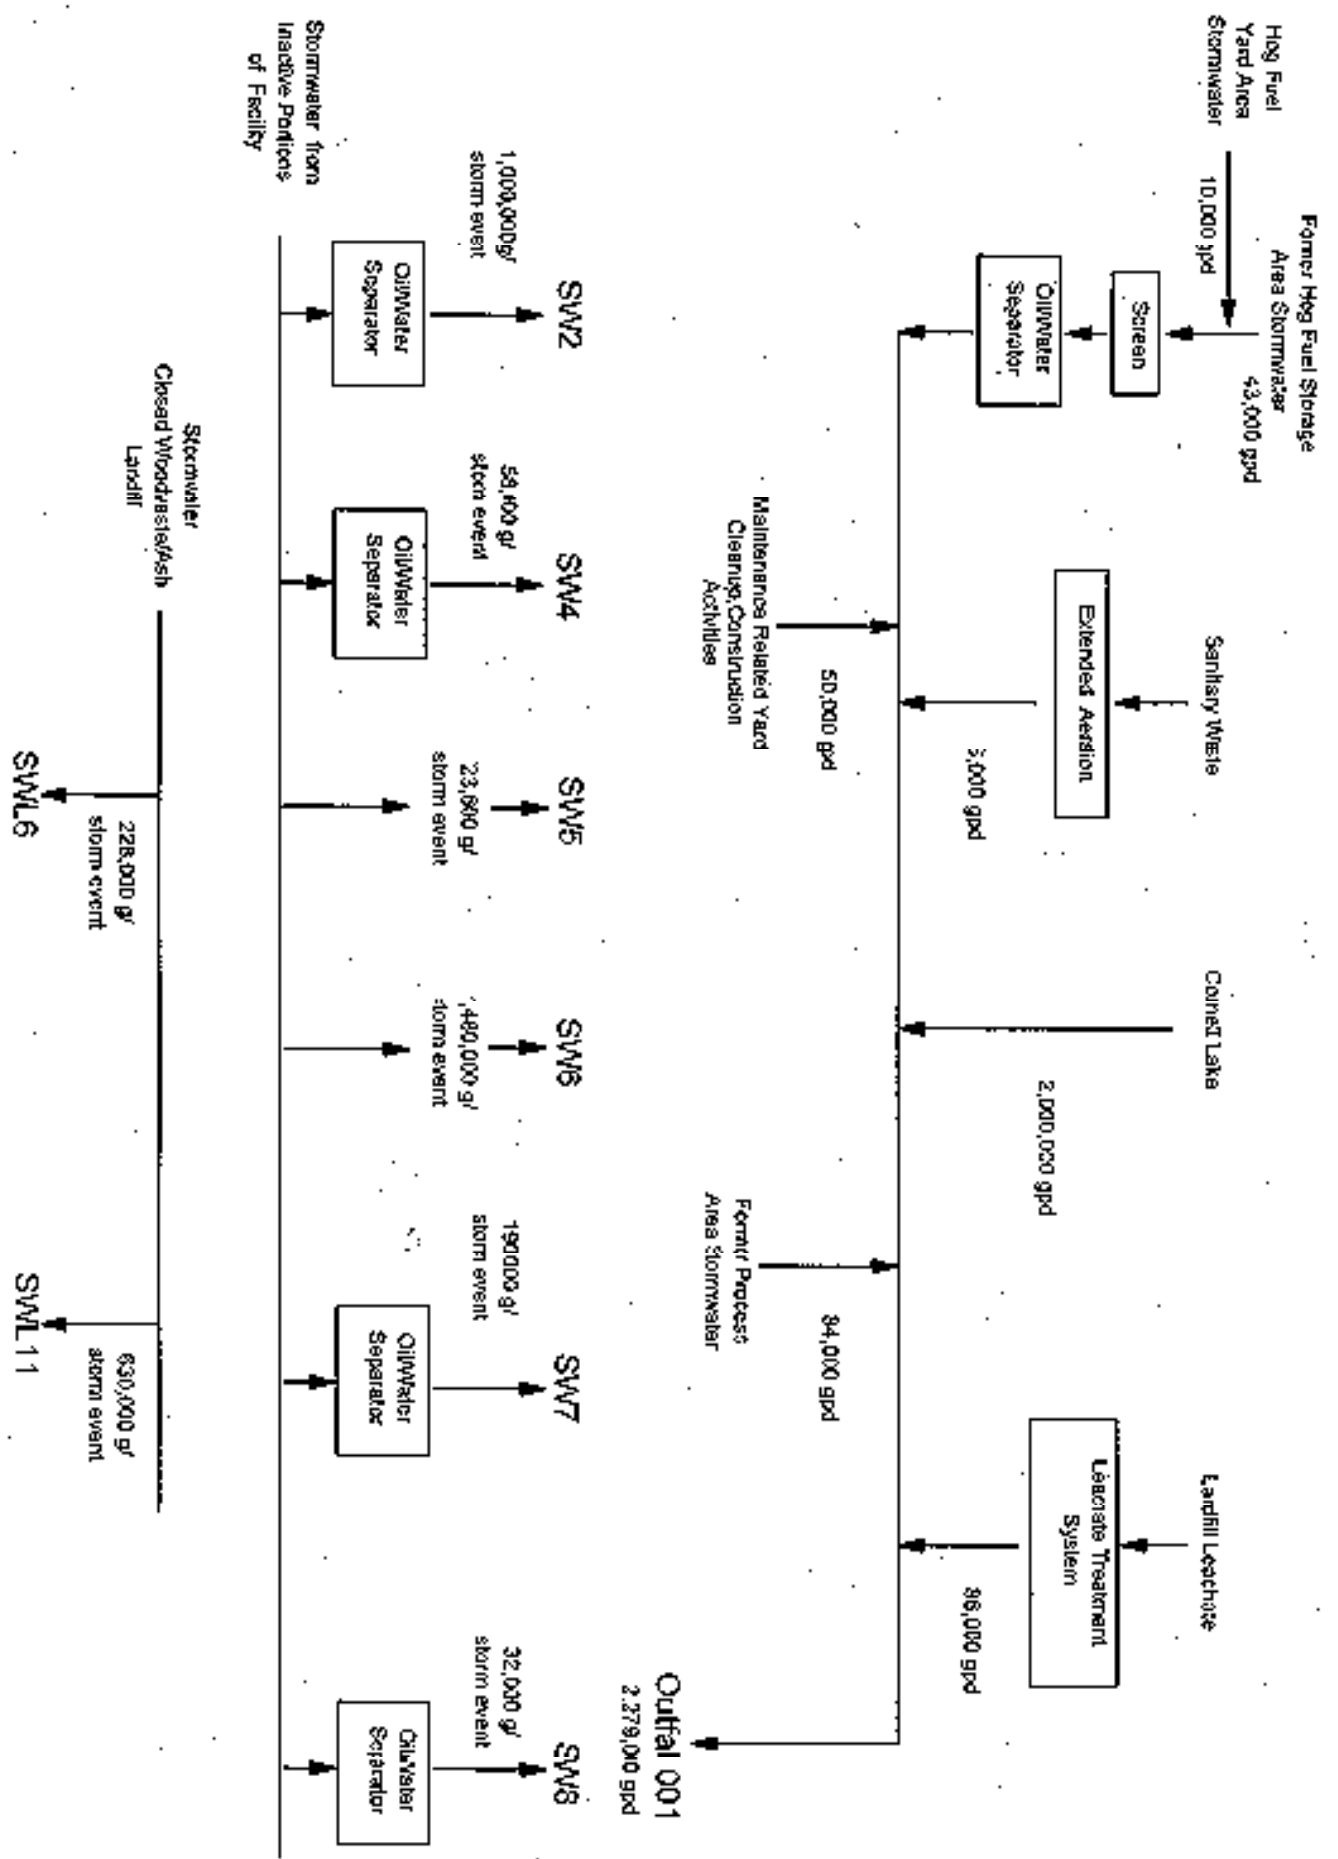 Hog Fuel
Yard Area
Stormwater
10,000 gpd
Former Hog Fuel Storage
Area Stormwater
43,000 gpd
Screen
Oil/Water
Separator
Sanitary Waste
Extended Aeration
,000 gpd
Cornell Lake
2,000,000 gpd
Landfill Leachate
Leachate Treatment
System
96,000 gpd
Maintenance Related Yard
Cleanup, Construction
Activities
50,000 gpd
Former Process
Area Stormwater
84,000 gpd
Outfal 001
gpd
SW2
SW4
SW5
SW6
SW7
SW8
1,000,000g/
storm event
g/
storm event
23,600 g/
storm event
,480,000 g/
storm event
190000 g/
storm event
32,000 g/
storm event
Oil/Water
Separator
Oil/Water
Separator
Oil/Water
Separator
Oil/Water
Separator
Stormwater from
Inactive Portions
of Facility
Stormwater
Closed Woodwaste/Ash
Landfill
228,000 g/
storm event
630,000 g/
storm event
SWL6
SWL11